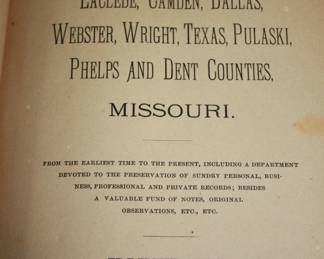 LACLEDE, CAMDEN, DALLAS,
WEBSTER, WRIGHT, TEXAS, PULASKI,
PHELPS AND DENT COUNTIES,
MISSOURI.
FROM THE EARLIEST TIME TO THE PRESENT, INCLUDING A DEPARTMENT
DEVOTED TO THE PRESERVATION OF SUNDRY PERSONAL, BUSI-
NESS, PROFESSIONAL AND PRIVATE RECORDS; BESIDES
A VALUABLE FUND OF NOTES, ORIGINAL
OBSERVATIONS, ETC., ETC.